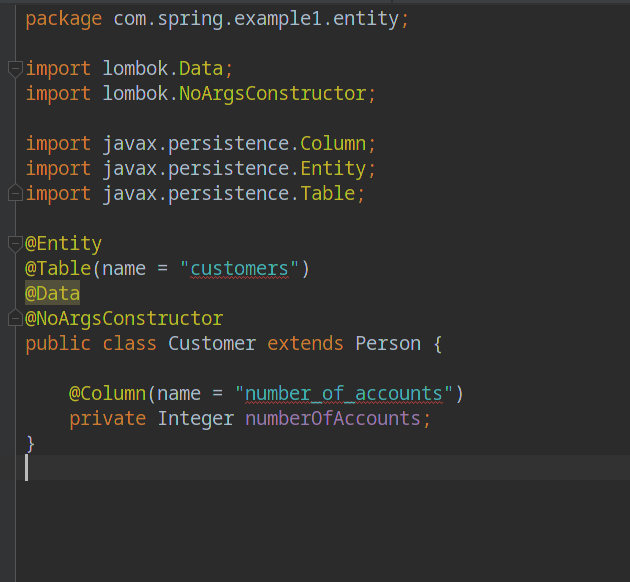 package com.spring.example1.entity;
import lombok.Data;
import lombok.NoArgsConstructor;
import javax.persistence.Column;
import javax.persistence.Entity;
import javax.persistence.Table;
@Entity
@Table(name = "customers")
@Data
@NoArgsConstructor
public class Customer extends Person {
@Column(name = "number_of_accounts")
private Integer numberOfAccounts;
}